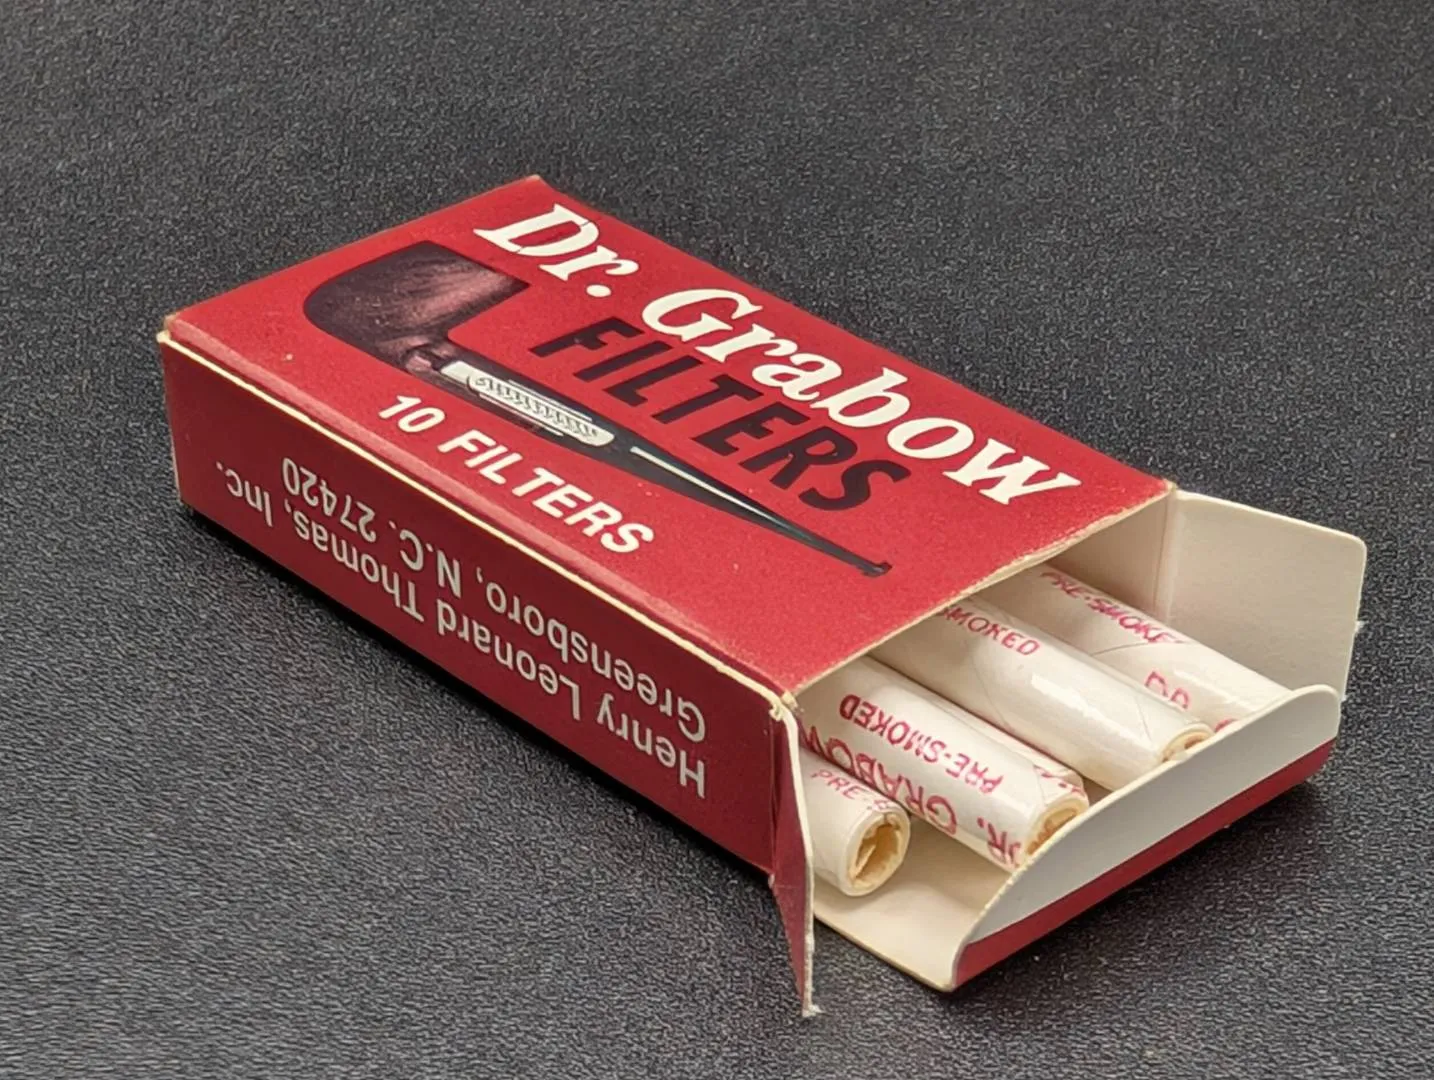 Dr. Grabow
FILTERS
10 FILTERS
Henry Leonard Thomas, Inc.
Greensboro, N.C. 27420
PRE-SMOKED
DR. GRABOW
PRE-
SMOKED
PRE-SMOKE